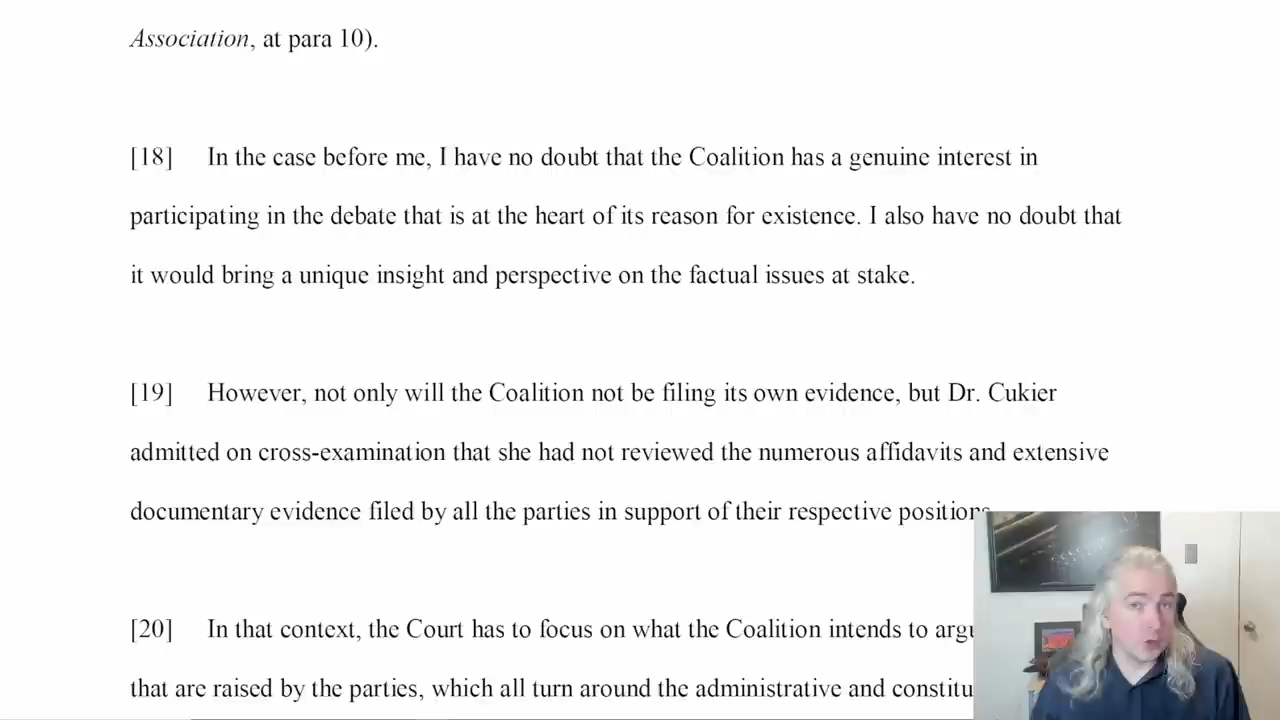 Association, at para 10).
[18] In the case before me, I have no doubt that the Coalition has a genuine interest in
participating in the debate that is at the heart of its reason for existence. I also have no doubt that
it would bring a unique insight and perspective on the factual issues at stake.
[19] However, not only will the Coalition not be filing its own evidence, but Dr. Cukier
admitted on cross-examination that she had not reviewed the numerous affidavits and extensive
documentary evidence filed by all the parties in support of their respective positions
[20] In that context, the Court has to focus on what the Coalition intends to
that are raised by the parties, which all turn around the administrative and